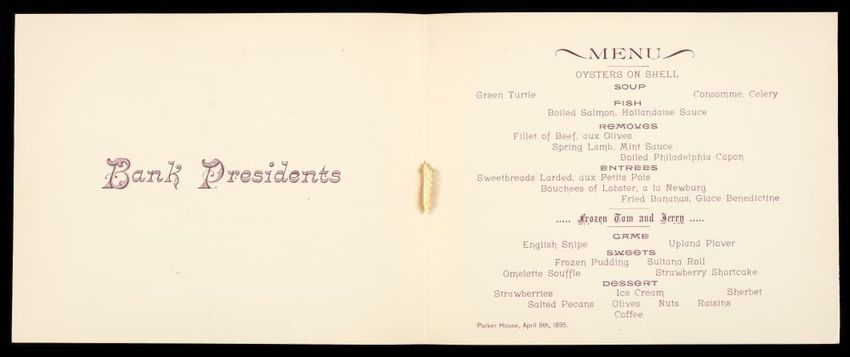 Bank Presidents
MENU
OYSTERS ON SHELL
SOUP
Green Turtle Consomme, Celery
FISH
Boiled Salmon, Hollandaise Sauce
REMOVES
Fillet of Beef, aux Olives
Spring Lamb, Mint Sauce
Boiled Philadelphia Capon
ENTREES
Sweetbreads Larded, aux Petits Pois
Bouchees of Lobster, a la Newburg
Fried Bananas, Glace Benedictine
..... Frozen Tom and Jerry .....
GAME
English Snipe Upland Plover
SWEETS
Frozen Pudding Sultana Roll
Omelette Souffle Strawberry Shortcake
DESSERT
Strawberries Ice Cream Sherbet
Salted Pecans Olives Nuts Raisins
Coffee
Parker House, April 8th, 1895.